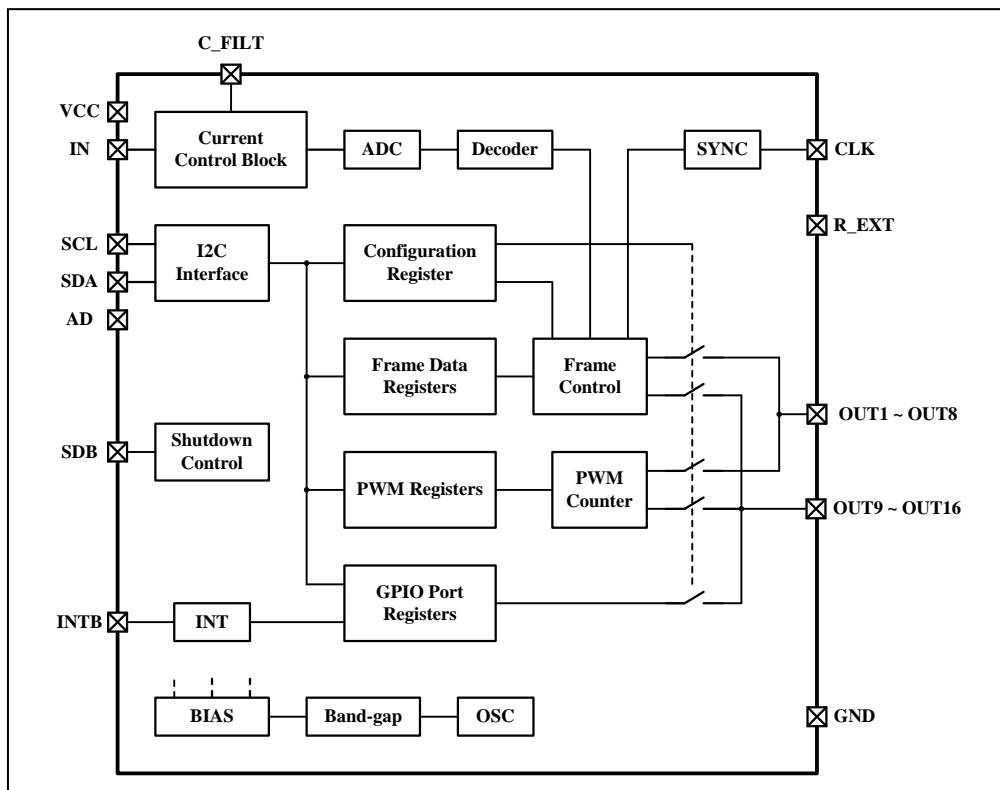 C_FILT
VCC
IN
Current
Control Block
ADC
Decoder
SYNC
CLK
R_EXT
SCL
SDA
AD
I2C
Interface
Configuration
Register
Frame Data
Registers
Frame
Control
OUT1 ~ OUT8
SDB
Shutdown
Control
PWM Registers
PWM
Counter
OUT9 ~ OUT16
GPIO Port
Registers
INTB
INT
BIAS
Band-gap
OSC
GND